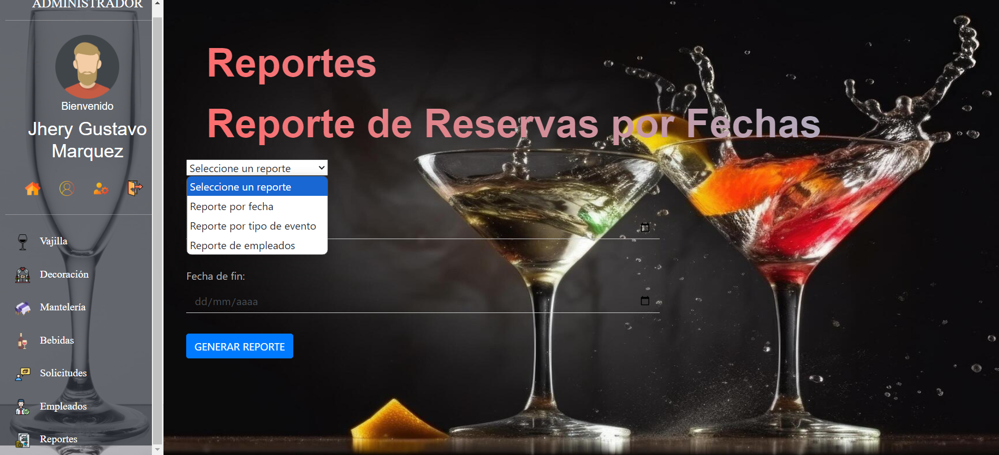 ADMINISTRADOR
Bienvenido
Jhery Gustavo
Marquez
Vajilla
Decoración
Mantelería
Bebidas
Solicitudes
Empleados
Reportes
Reportes
Reporte de Reservas por Fechas
Seleccione un reporte
Seleccione un reporte
Reporte por fecha
Reporte por tipo de evento
Reporte de empleados
Fecha de fin:
dd/mm/aaaa
GENERAR REPORTE